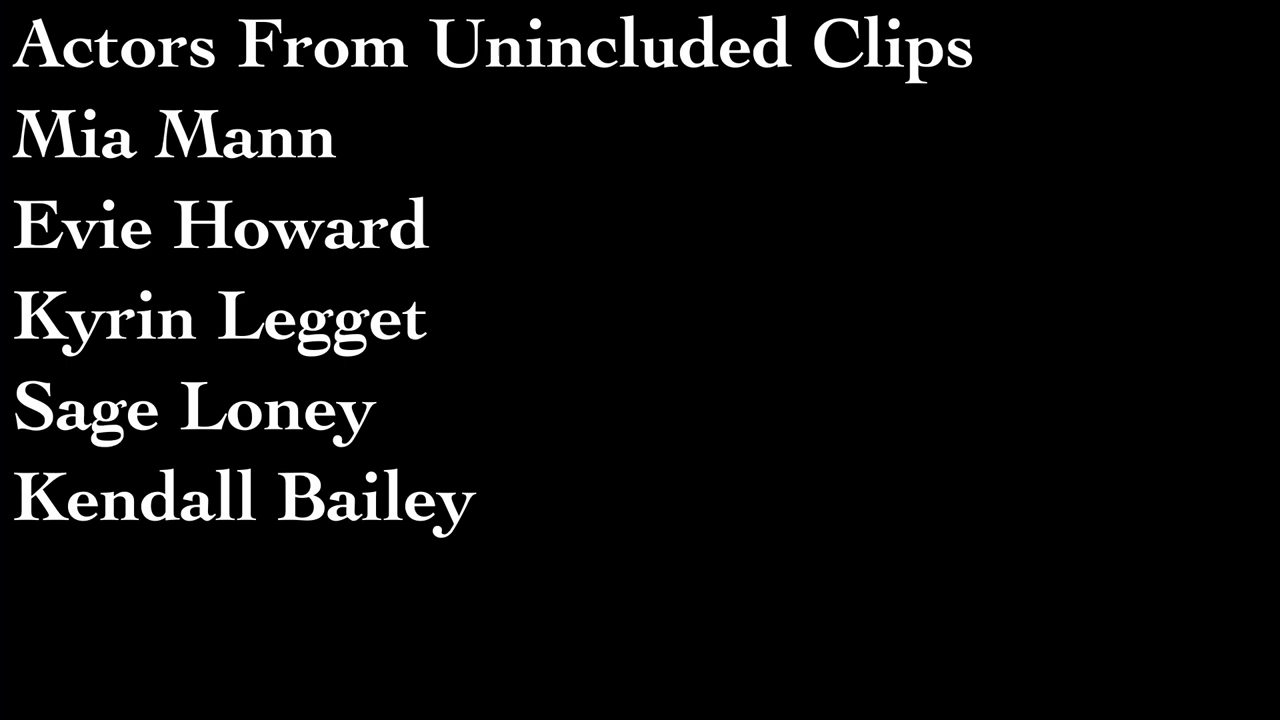 Actors From Unincluded Clips
Mia Mann
Evie Howard
Kyrin Legget
Sage Loney
Kendall Bailey